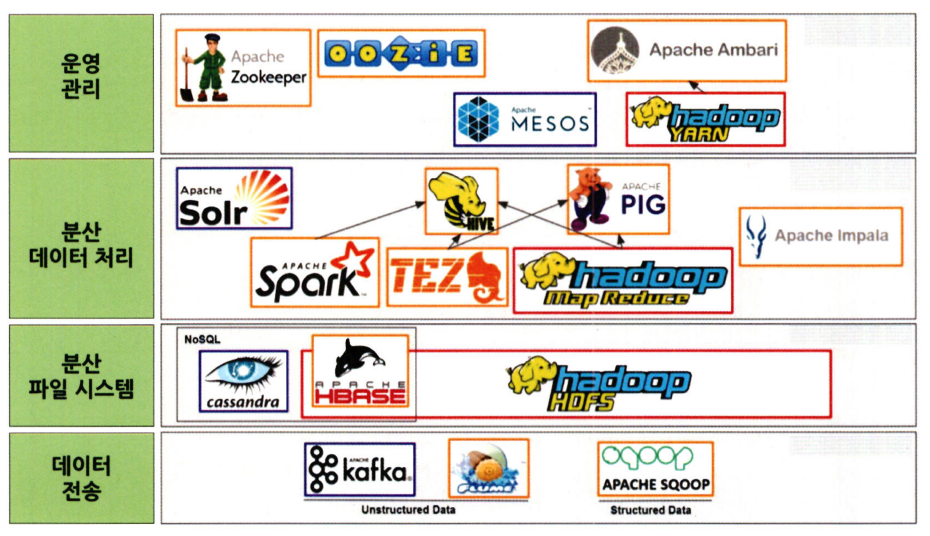 운영
관리
Apache
Zookeeper
OOZiE
Apache Ambari
Apache
MESOS
hadoop
YARN
분산
데이터 처리
Apache
Solr
HIVE
APACHE
PIG
Apache Impala
APACHE
Spark
TEZ
hadoop
Map Reduce
분산
파일 시스템
NoSQL
cassandra
APACHE
HBASE
hadoop
HDFS
데이터
전송
APACHE
kafka
FLUME
sqoop
APACHE SQOOP
Unstructured Data
Structured Data